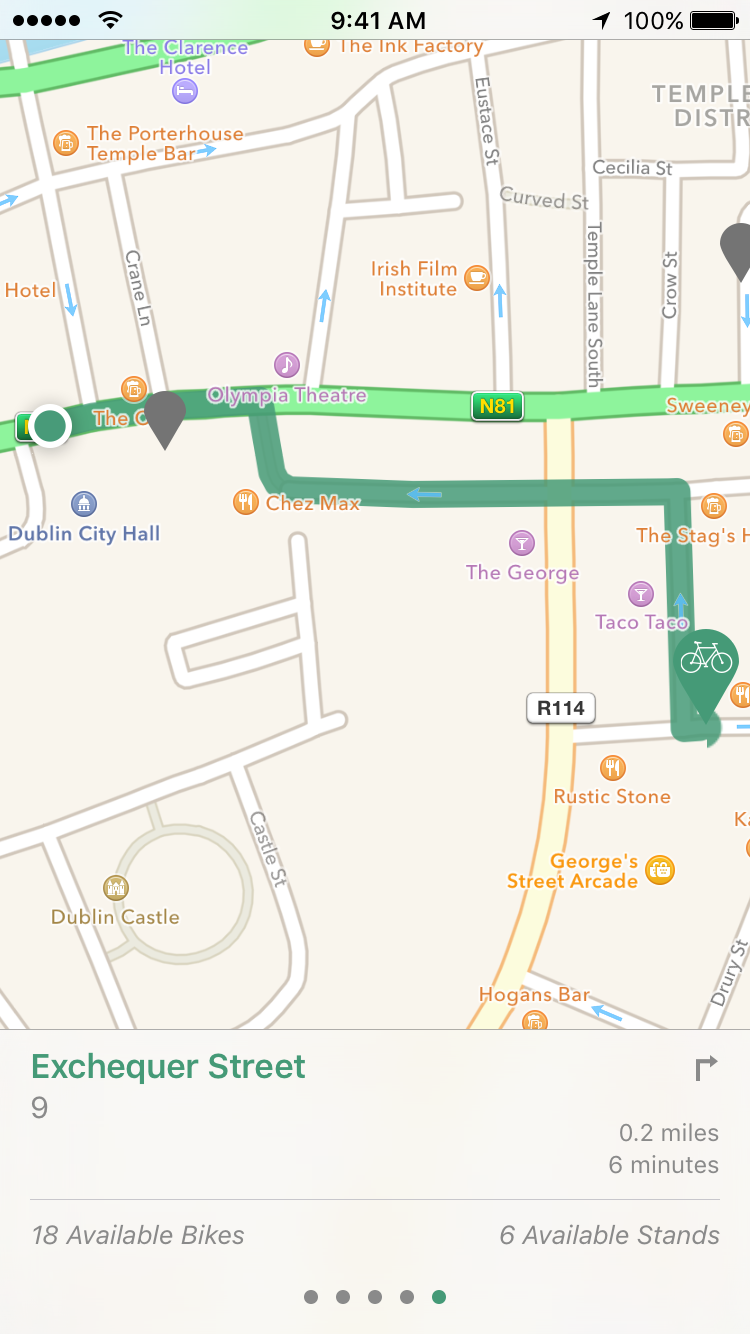 9:41 AM
100%
The Clarence
Hotel
The Ink Factory
TEMPLE
DISTR
The Porterhouse
Temple Bar
Eustace St
Cecilia St
Curved St
Temple Lane South
Crow St
Crane Ln
Irish Film
Institute
Hotel
Olympia Theatre
N81
Sweeney
The
Chez Max
Dublin City Hall
The Stag's H
The George
Taco Taco
R114
Rustic Stone
George's
Street Arcade
Castle St
Dublin Castle
Drury St
Hogans Bar
Exchequer Street
9
0.2 miles
6 minutes
18 Available Bikes
6 Available Stands